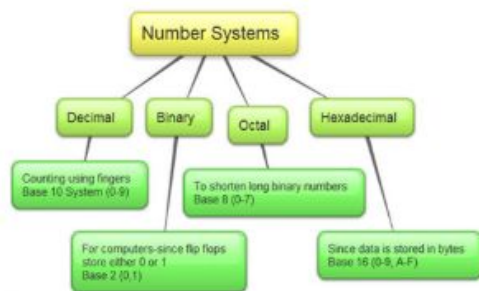 Number Systems
Decimal
Binary
Octal
Hexadecimal
Counting using fingers
Base 10 System (0-9)
To shorten long binary numbers
Base 8 (0-7)
For computers-since flip flops
store either 0 or 1
Base 2 (0,1)
Since data is stored in bytes
Base 16 (0-9, A-F)